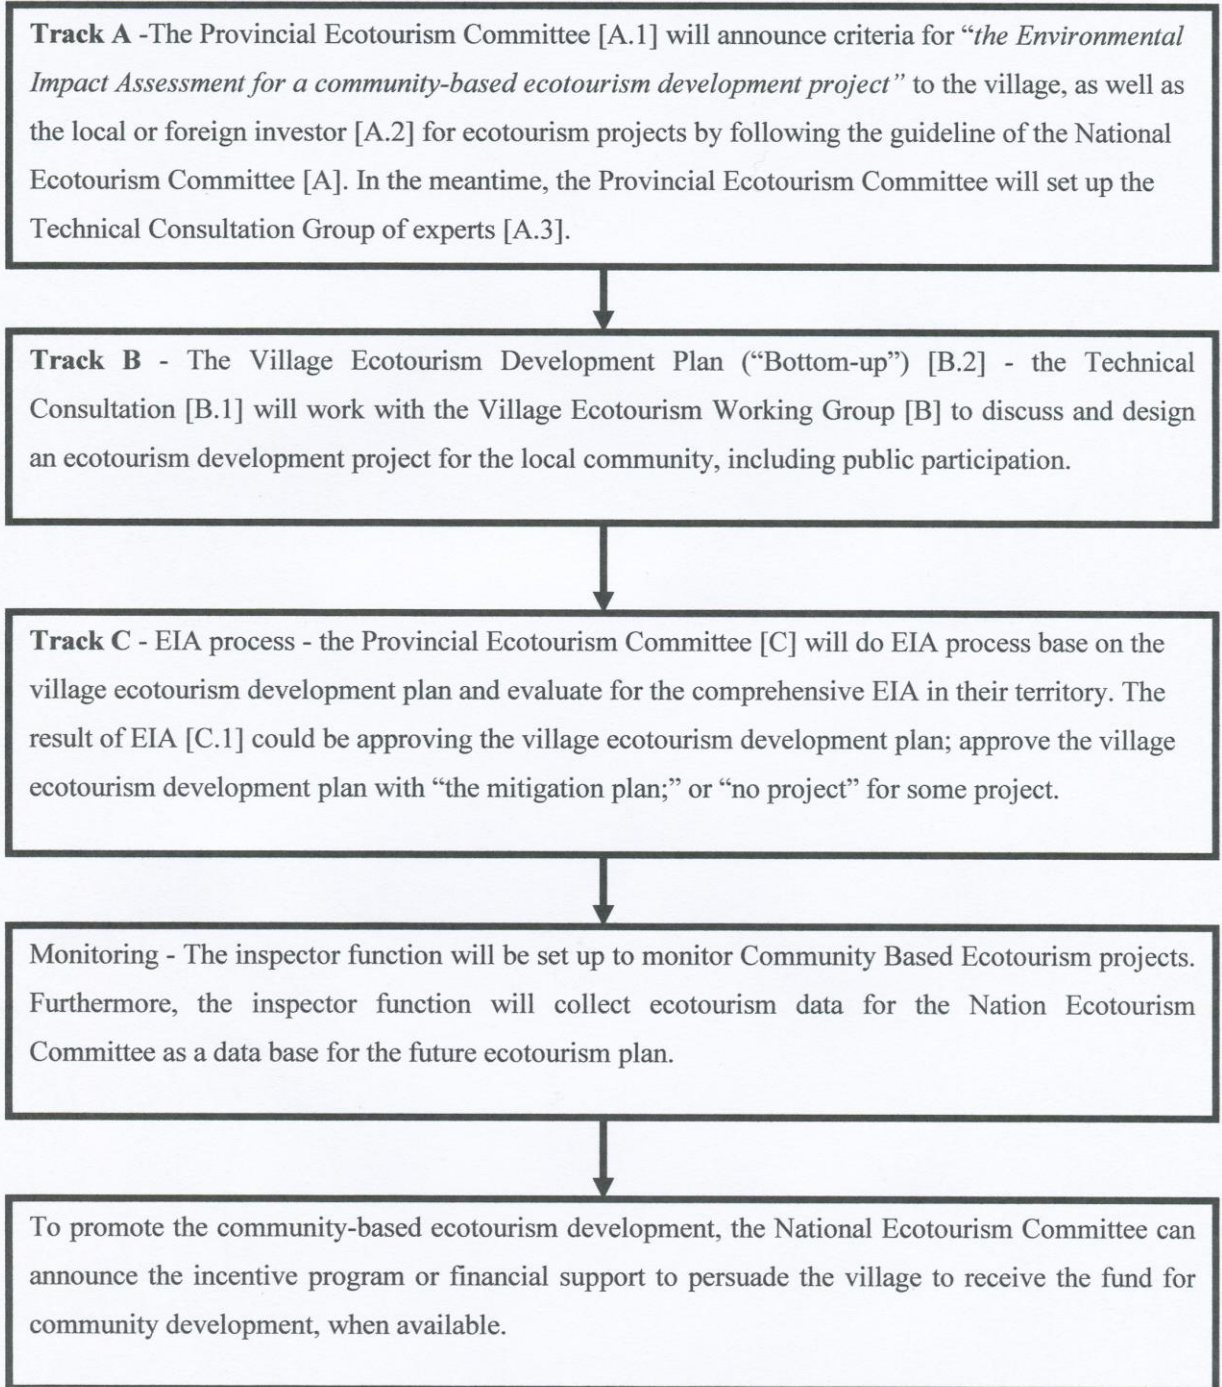 Track A -The Provincial Ecotourism Committee [A.1] will announce criteria for “the Environmental
Impact Assessment for a community-based ecotourism development project” to the village, as well as
the local or foreign investor [A.2] for ecotourism projects by following the guideline of the National
Ecotourism Committee [A]. In the meantime, the Provincial Ecotourism Committee will set up the
Technical Consultation Group of experts [A.3].
Track B - The Village Ecotourism Development Plan (“Bottom-up”) [B.2] - the Technical
Consultation [B.1] will work with the Village Ecotourism Working Group [B] to discuss and design
an ecotourism development project for the local community, including public participation.
Track C - EIA process - the Provincial Ecotourism Committee [C] will do EIA process base on the
village ecotourism development plan and evaluate for the comprehensive EIA in their territory. The
result of EIA [C.1] could be approving the village ecotourism development plan; approve the village
ecotourism development plan with “the mitigation plan;” or “no project” for some project.
Monitoring - The inspector function will be set up to monitor Community Based Ecotourism projects.
Furthermore, the inspector function will collect ecotourism data for the Nation Ecotourism
Committee as a data base for the future ecotourism plan.
To promote the community-based ecotourism development, the National Ecotourism Committee can
announce the incentive program or financial support to persuade the village to receive the fund for
community development, when available.